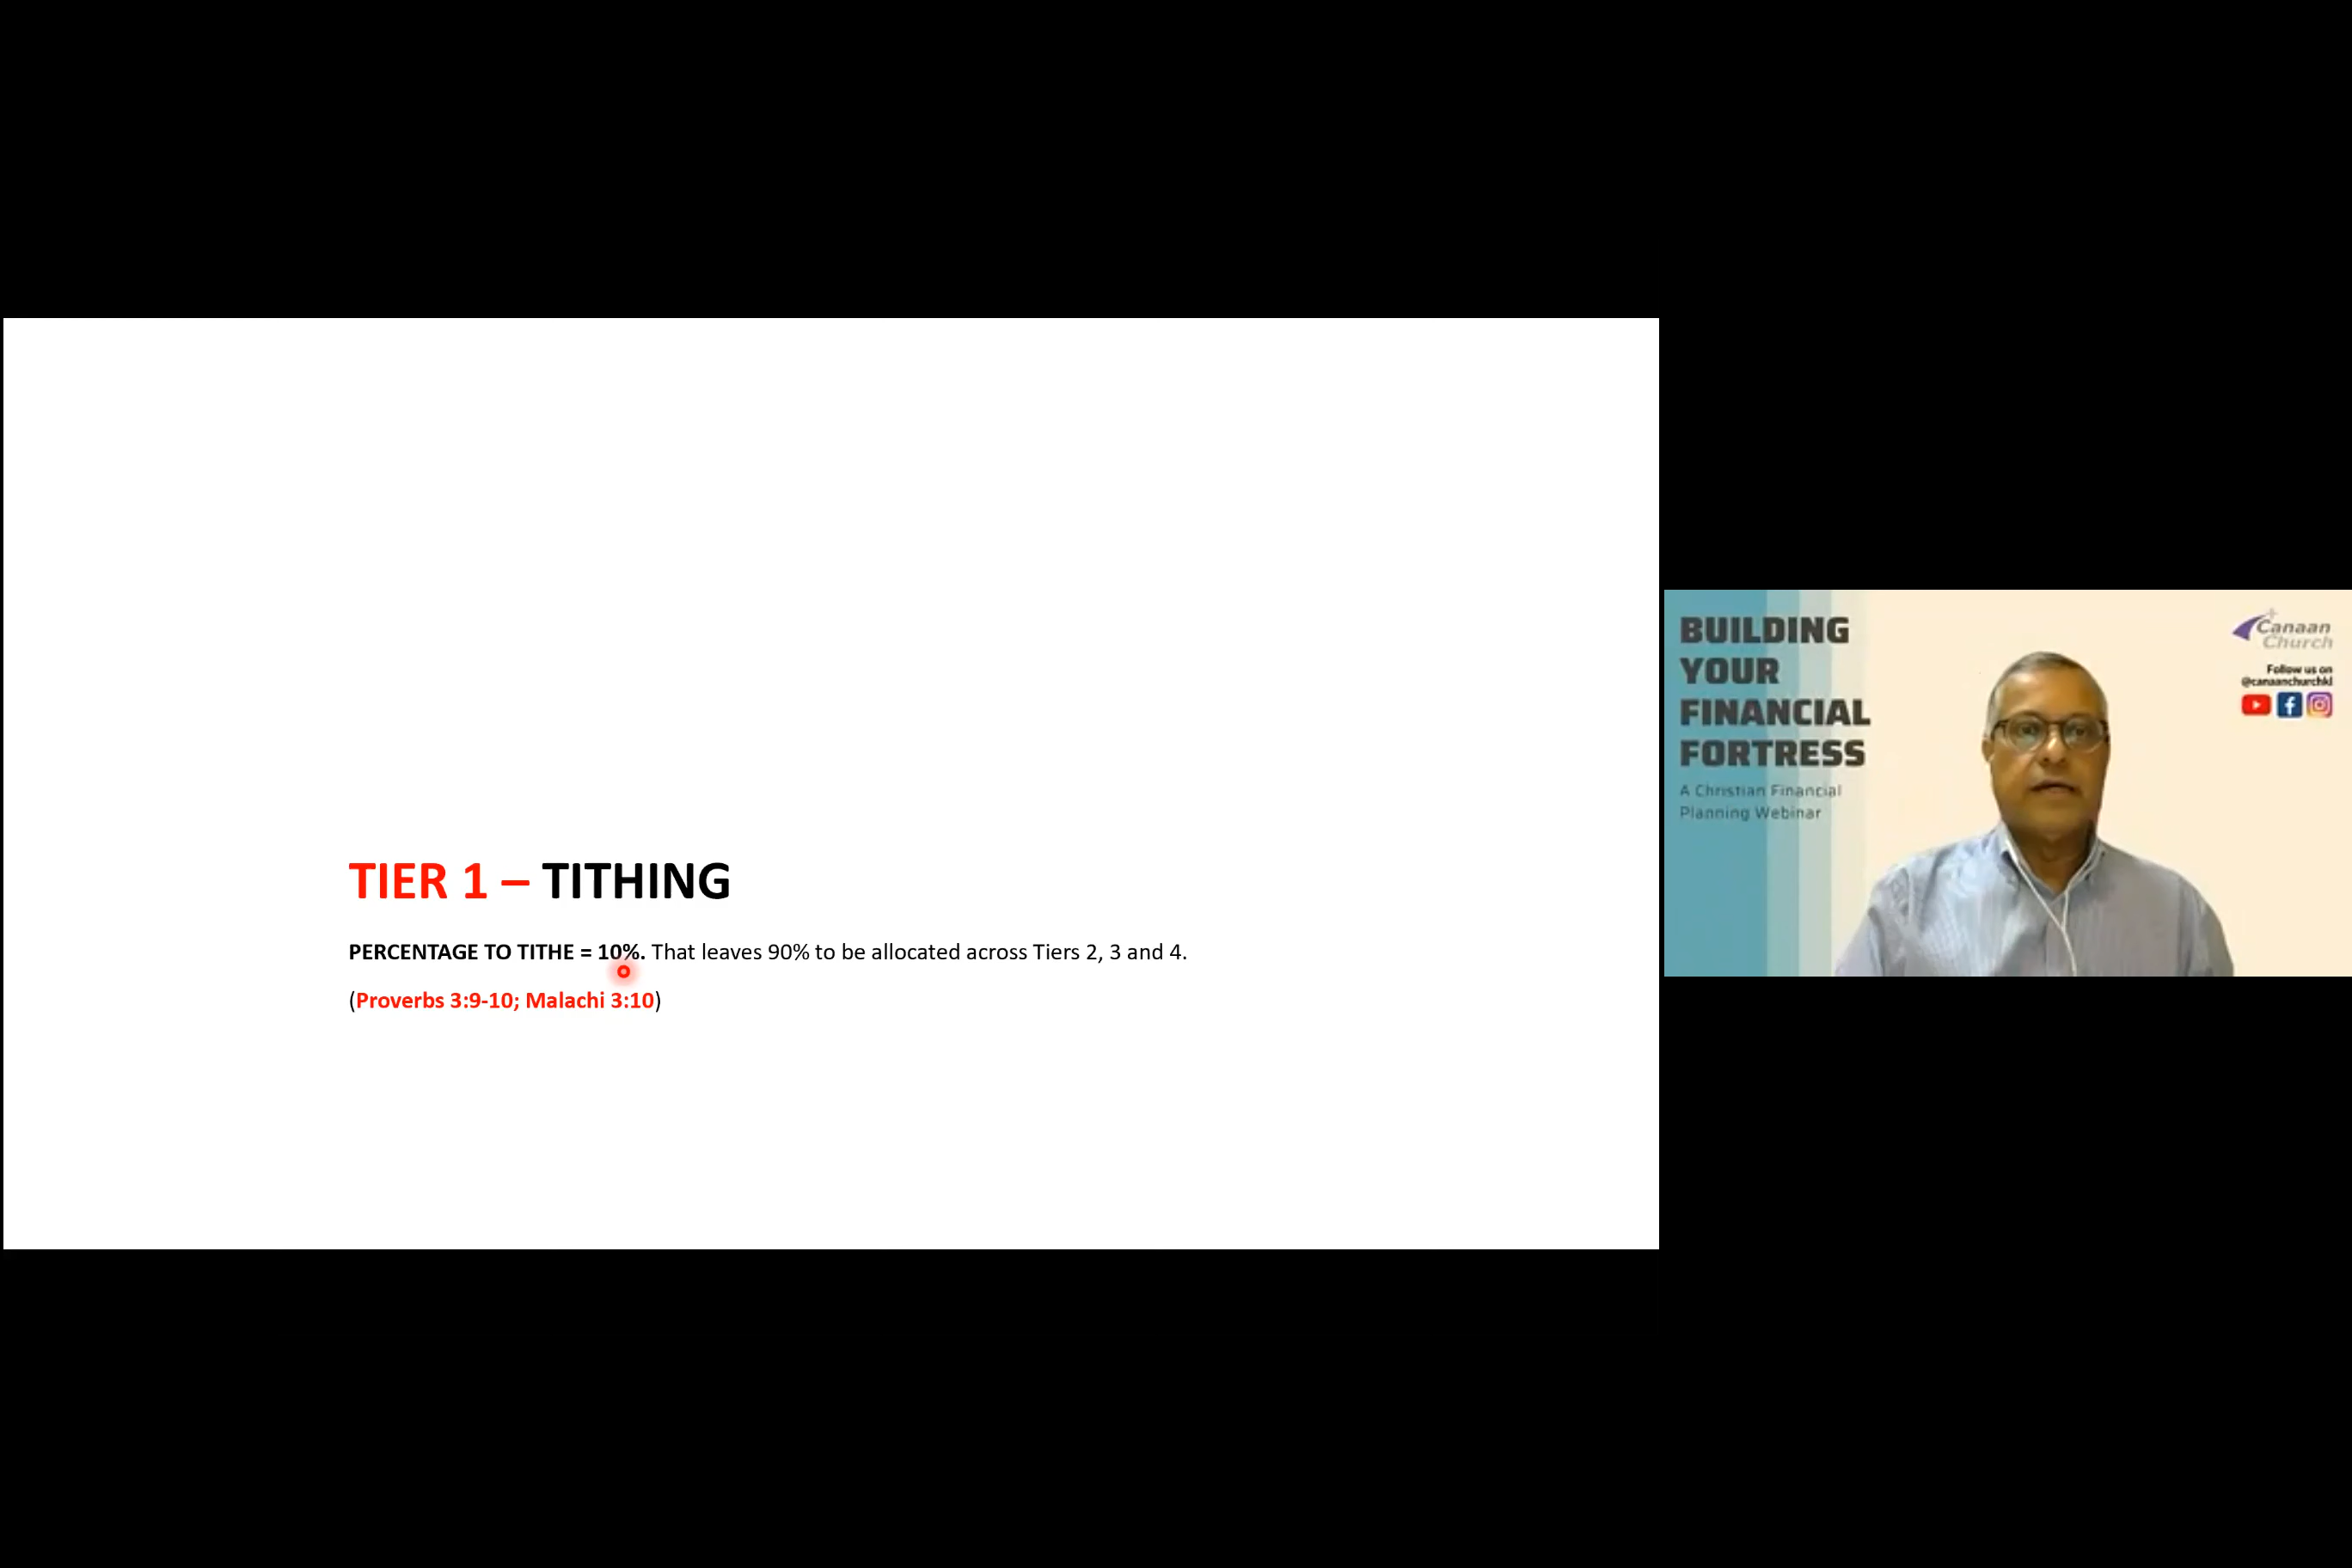 TIER 1 – TITHING
PERCENTAGE TO TITHE = 10%. That leaves 90% to be allocated across Tiers 2, 3 and 4.
(Proverbs 3:9-10; Malachi 3:10)
BUILDING
YOUR
FINANCIAL
FORTRESS
A Christian Financial
Planning Webinar
Canaan
Church
Follow us on
@canaanchurchkl